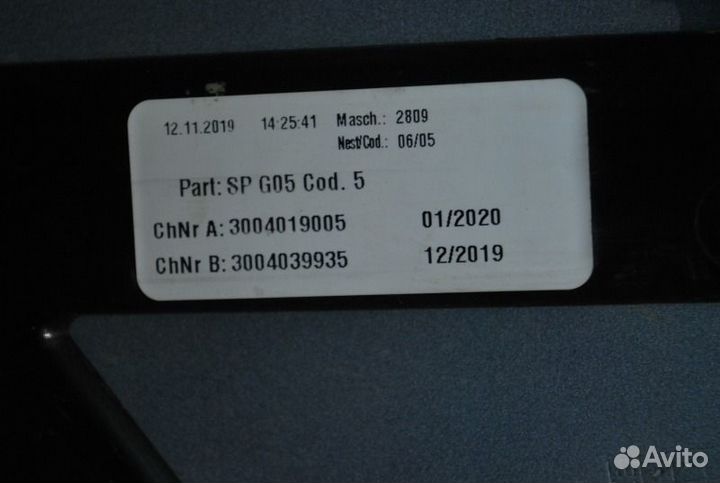 12.11.2019 14:25:41 Masch.: 2809
Nest/Cod.: 06/05
Part: SP G05 Cod. 5
ChNr A: 3004019005 01/2020
ChNr B: 3004039935 12/2019
Avito